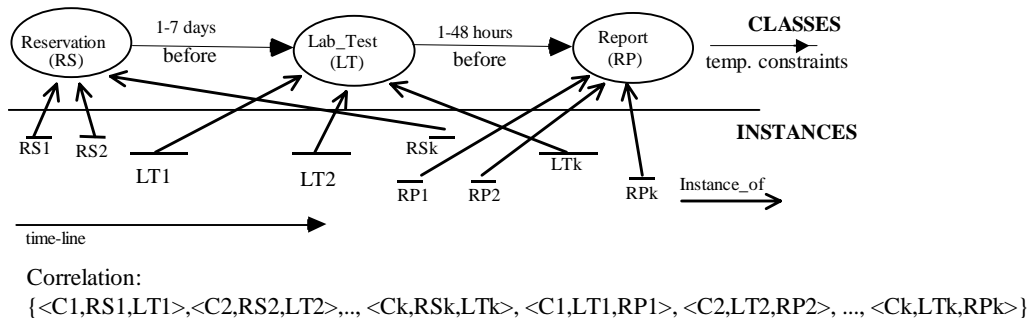 1-7 days
1-48 hours
CLASSES
Reservation
(RS)
before
Lab_Test
(LT)
before
Report
(RP)
temp. constraints
INSTANCES
RS1
RS2
LT1
LT2
RSk
RP1
RP2
LTk
RPk
Instance_of
time-line
Correlation:
{<C1,RS1,LT1>,<C2,RS2,LT2>,.., <Ck,RSk,LTk>, <C1,LT1,RP1>, <C2,LT2,RP2>, ..., <Ck,LTk,RPk>}